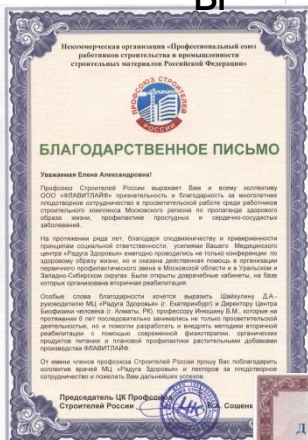 ы
Некоммерческая организация «Профессиональный союз
работников строительства и промышленности
строительных материалов Российской Федерации»
ПРОФСОЮЗ СТРОИТЕЛЕЙ
РОССИИ
БЛАГОДАРСТВЕННОЕ ПИСЬМО
Уважаемая Елена Александровна!
Профсоюз Строителей России выражает Вам и всему коллективу
ООО «ФЛАВИТЛАЙФ» признательность и благодарность за многолетнее
плодотворное сотрудничество в просветительской работе среди работников
строительного комплекса Московского региона по пропаганде здорового
образа жизни, профилактике простудных и сердечно-сосудистых
заболеваний.
На протяжении ряда лет, благодаря сподвижничеству и приверженности
принципам социальной ответственности, усилиями Вашего Медицинского
центра «Радуга Здоровья» ежегодно проводились не только конференции по
здоровому образу жизни, но и оказана действенная помощь в организации
первичного профилактического звена в Московской области и в Уральском и
Западно-Сибирском округах. Были открыты доврачебные кабинеты, на базе
которых организована вторичная реабилитация.
Особые слова благодарности хочется выразить Шайхулину Д.А.-
руководителю МЦ «Радуга Здоровья» (г. Екатеринбург) и Директору Центра
Биофизики человека (г. Алматы, РК), профессору Инюшину В.М., которые на
протяжении 6 лет последовательно занимались не только просветительской
деятельностью, но и помогали разработать и внедрять методики вторичной
реабилитации с помощью современной физиотерапии, органических
продуктов питания и плановой профилактики растительными добавками
производства ФЛАВИТЛАЙФ.
От имени членов профсоюза Строителей России прошу Вас поблагодарить
коллектив врачей МЦ «Радуга Здоровья» и лекторов за плодотворное
сотрудничество и пожелать Вам дальнейших успехов.
Председатель ЦК Профсоюза
Строителей России Б.А. Сошенко